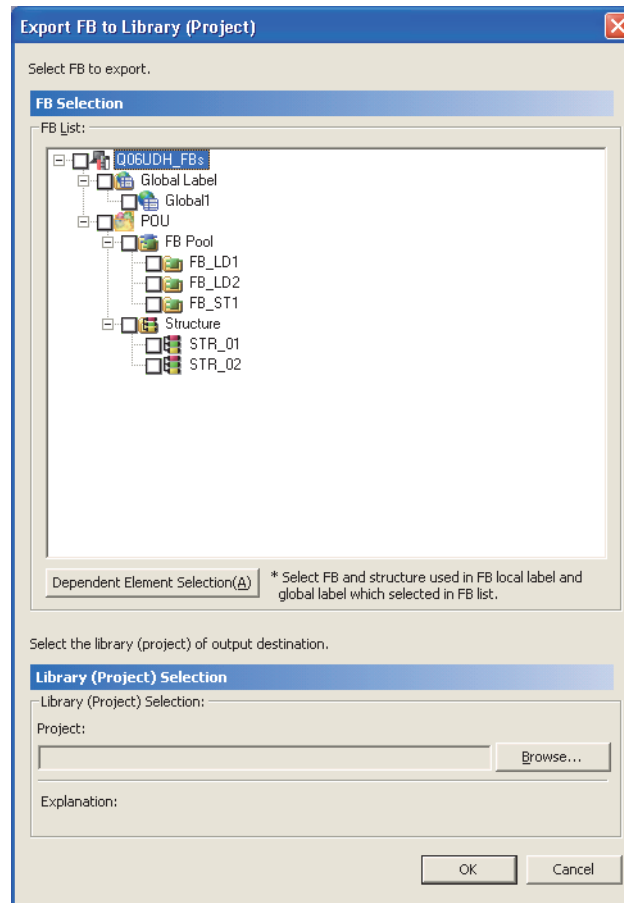 Export FB to Library (Project)
Select FB to export.
FB Selection
FB List:
Q06UDH_FBs
Global Label
Global1
POU
FB Pool
FB_LD1
FB_LD2
FB_ST1
Structure
STR_01
STR_02
Dependent Element Selection(A)
* Select FB and structure used in FB local label and
global label which selected in FB list.
Select the library (project) of output destination.
Library (Project) Selection
Library (Project) Selection:
Project:
Browse...
Explanation:
OK
Cancel